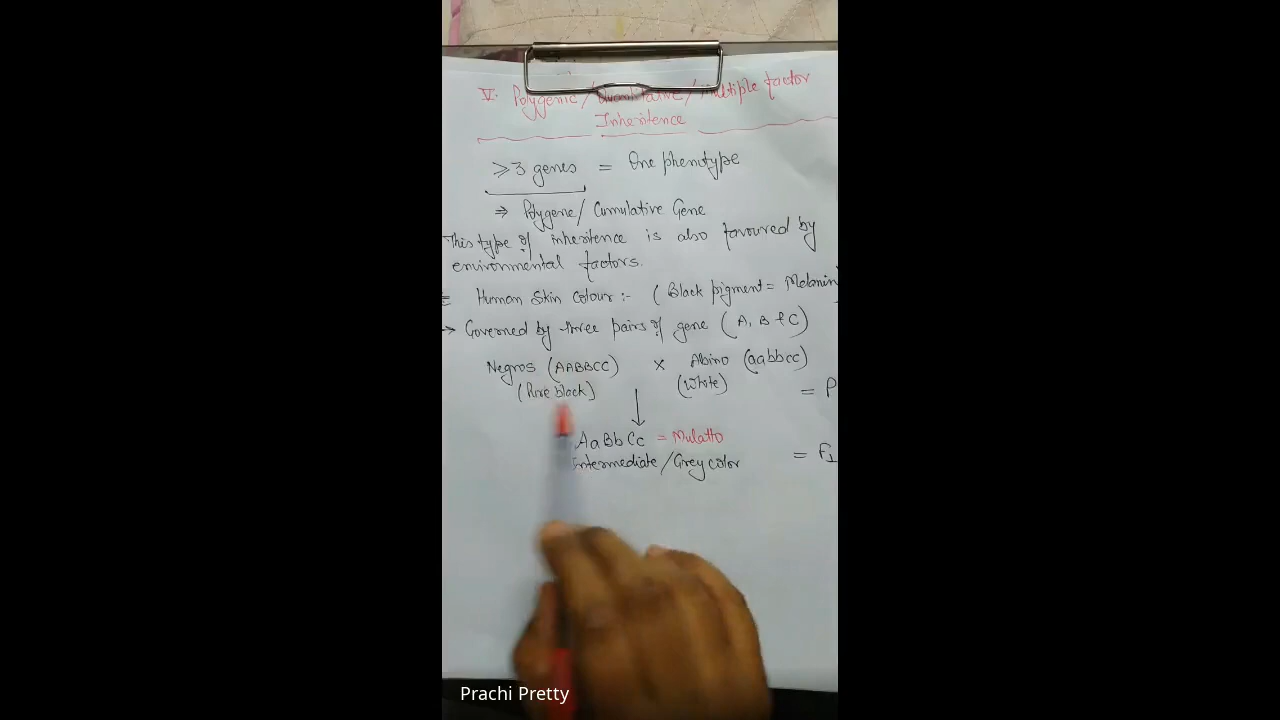 V. Polygenic/Quantitative/Multiple factor
Inheritence
≥3 genes = One phenotype
⇒ Polygene/ Cumulative Gene
This type of inheritence is also favoured by
environmental factors.
Human Skin Colour :- (Black pigment = Melanin
→ Governed by three pairs of gene (A, B & C)
Negros (AABBCC) × Abino (aabbcc)
(Pure black) (White) = P
AaBbCc = Mulatto
Intermediate/Grey color = F1
Prachi Pretty